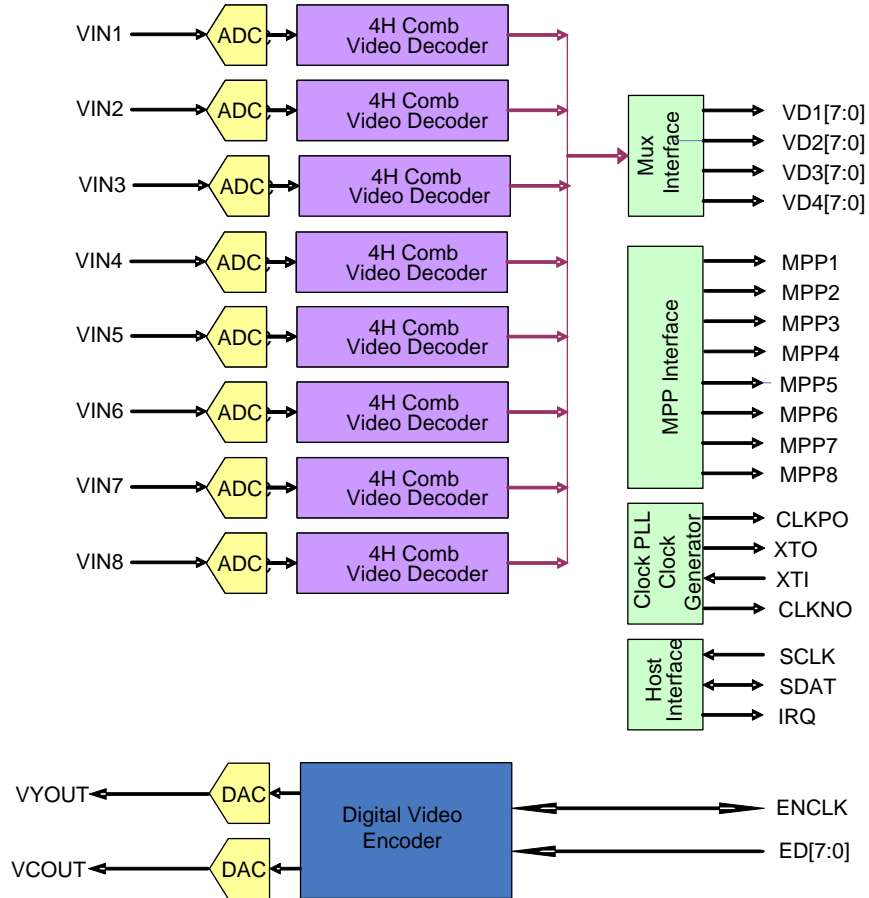 VIN1
ADC
4H Comb
Video Decoder
VIN2
ADC
4H Comb
Video Decoder
VIN3
ADC
4H Comb
Video Decoder
VIN4
ADC
4H Comb
Video Decoder
VIN5
ADC
4H Comb
Video Decoder
VIN6
ADC
4H Comb
Video Decoder
VIN7
ADC
4H Comb
Video Decoder
VIN8
ADC
4H Comb
Video Decoder
Mux
Interface
VD1[7:0]
VD2[7:0]
VD3[7:0]
VD4[7:0]
MPP Interface
MPP1
MPP2
MPP3
MPP4
MPP5
MPP6
MPP7
MPP8
Clock PLL
Clock
Generator
CLKPO
XTO
XTI
CLKNO
Host
Interface
SCLK
SDAT
IRQ
VYOUT
DAC
VCOUT
DAC
Digital Video
Encoder
ENCLK
ED[7:0]